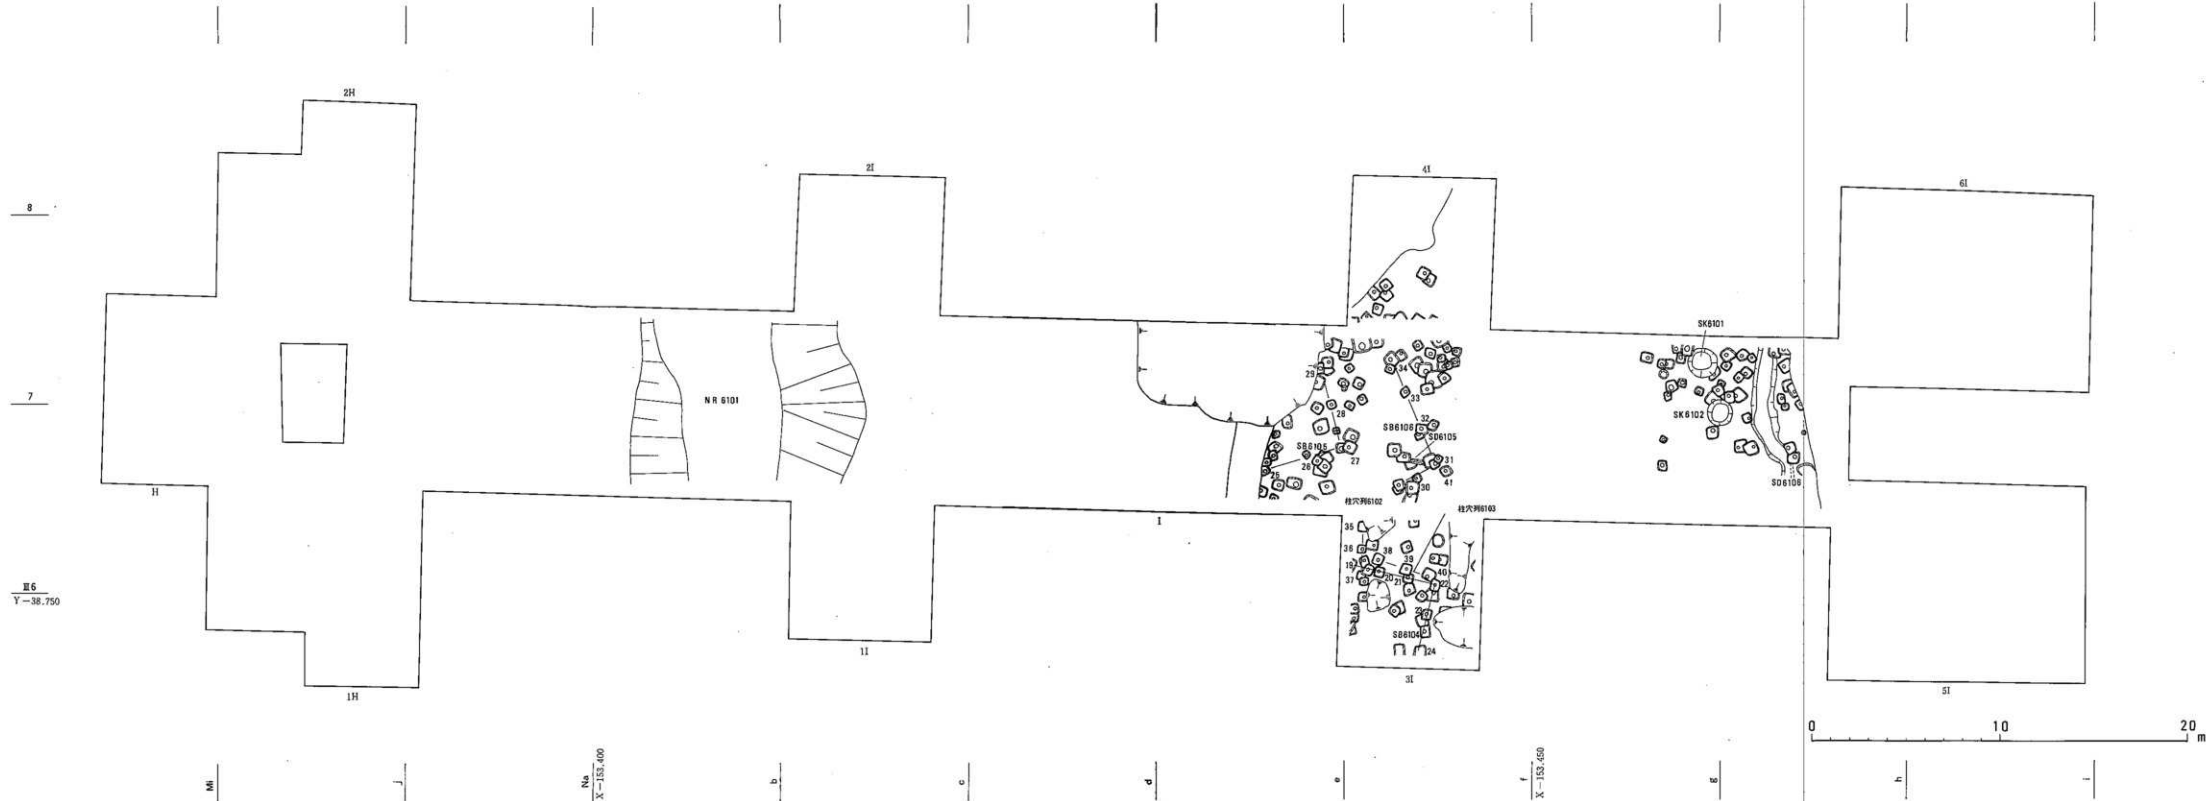 2H
2I
4I
6I
8
SK6101
NR 6101
29
34
7
33
28
SK6102
32
SB6106
SD6105
SB6105
27
31
26
25
41
30
SD6106
H
柱穴列6102
柱穴列6103
I
35
36
38
39
19
40
37
20
21
22
Ⅲ6
Y-38.750
23
SB6104
24
1I
3I
1H
5I
0 10 20 m
Mi
j
Na
X-153,400
b
c
d
e
f
X-153,450
g
h
i